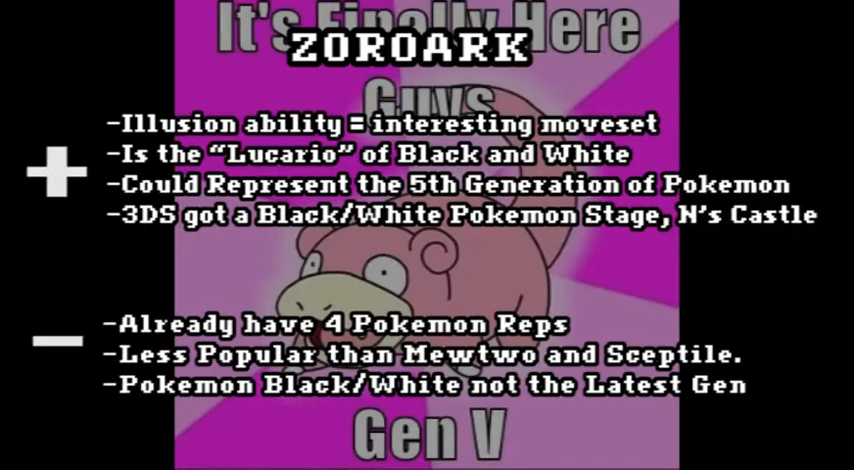 It's Finally Here
ZOROARK
Guys
-Illusion ability = interesting moveset
-Is the “Lucario” of Black and White
-Could Represent the 5th Generation of Pokemon
-3DS got a Black/White Pokemon Stage, N's Castle
+
-Already have 4 Pokemon Reps
-Less Popular than Mewtwo and Sceptile.
-Pokemon Black/White not the Latest Gen
−
Gen V